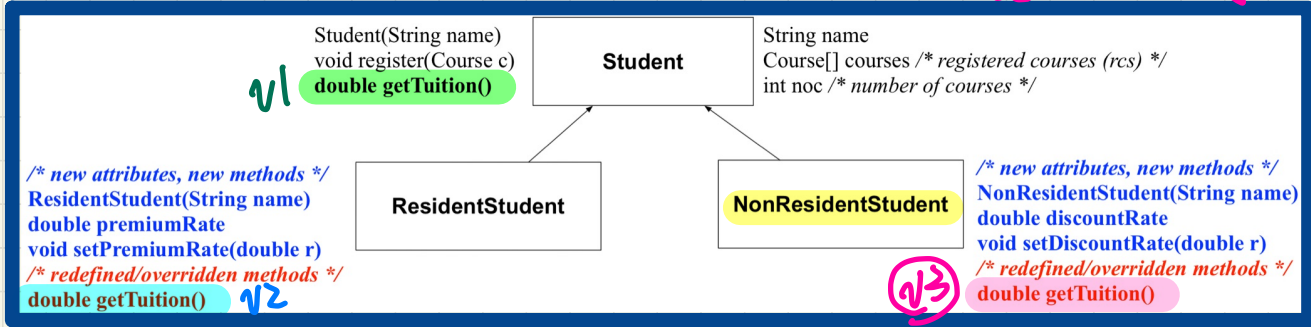 Student(String name)
void register(Course c)
double getTuition()
v1
Student
String name
Course[] courses /* registered courses (rcs) */
int noc /* number of courses */
/* new attributes, new methods */
ResidentStudent(String name)
double premiumRate
void setPremiumRate(double r)
/* redefined/overridden methods */
double getTuition()
v2
ResidentStudent
NonResidentStudent
/* new attributes, new methods */
NonResidentStudent(String name)
double discountRate
void setDiscountRate(double r)
/* redefined/overridden methods */
double getTuition()
v3